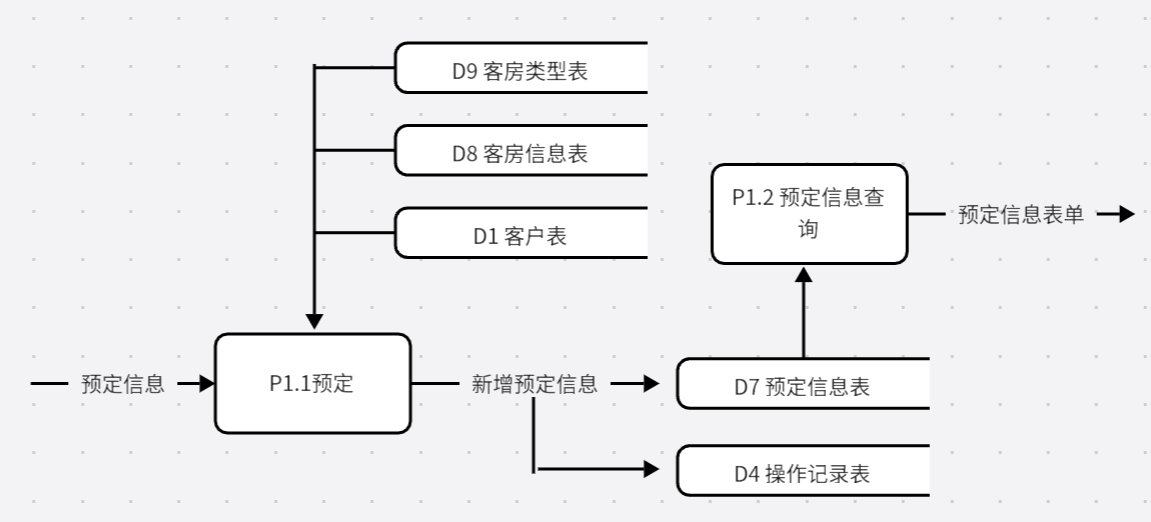 D9 客房类型表
D8 客房信息表
D1 客户表
P1.2 预定信息查
询
预定信息表单
预定信息
P1.1预定
新增预定信息
D7 预定信息表
D4 操作记录表